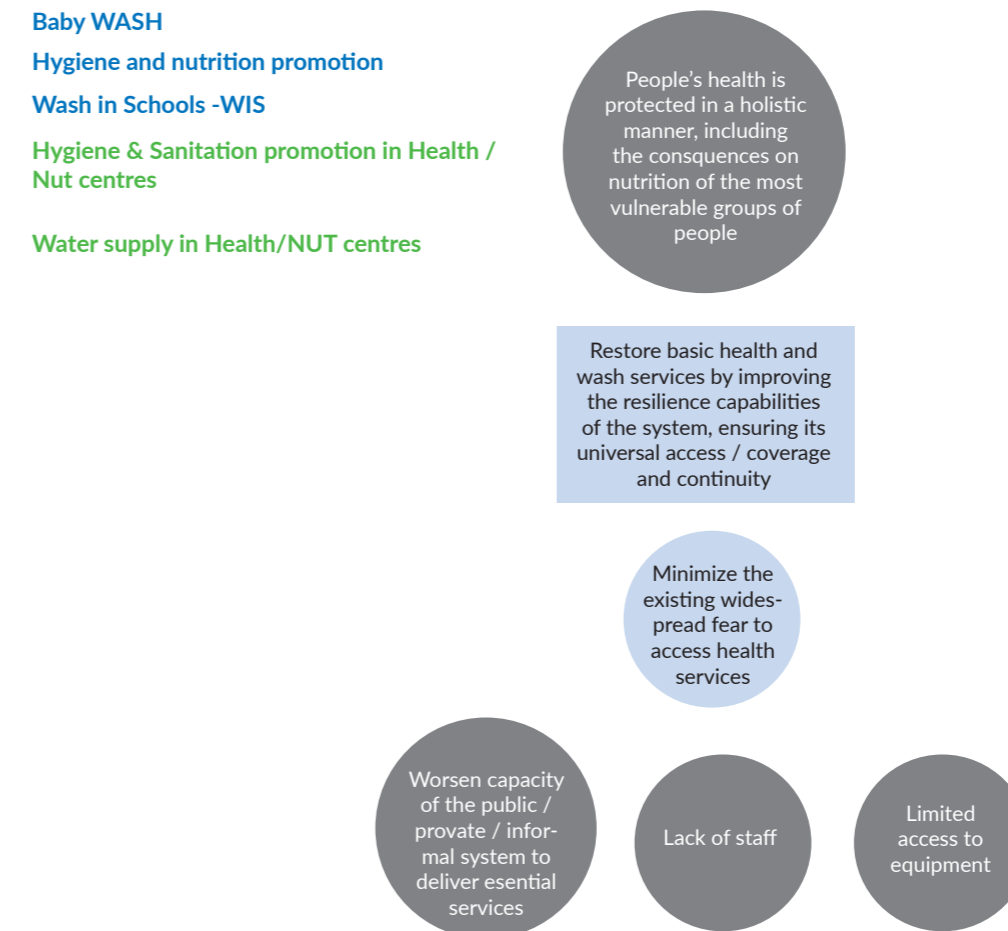 Baby WASH
Hygiene and nutrition promotion
Wash in Schools -WIS
Hygiene & Sanitation promotion in Health /
Nut centres
Water supply in Health/NUT centres
People's health is
protected in a holistic
manner, including
the consquences on
nutrition of the most
vulnerable groups of
people
Restore basic health and
wash services by improving
the resilience capabilities
of the system, ensuring its
universal access / coverage
and continuity
Minimize the
existing wides-
pread fear to
access health
services
Worsen capacity
of the public /
provate / infor-
mal system to
deliver esential
services
Lack of staff
Limited
access to
equipment